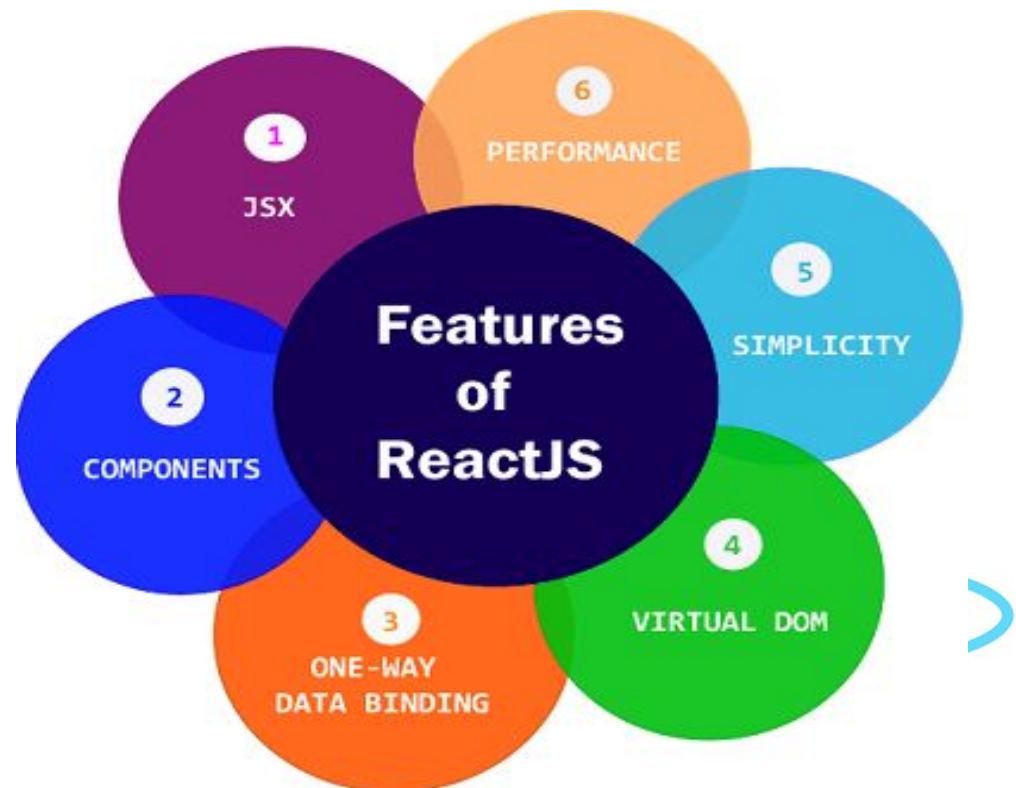 Features
of
ReactJS
1
JSX
2
COMPONENTS
3
ONE-WAY
DATA BINDING
4
VIRTUAL DOM
5
SIMPLICITY
6
PERFORMANCE